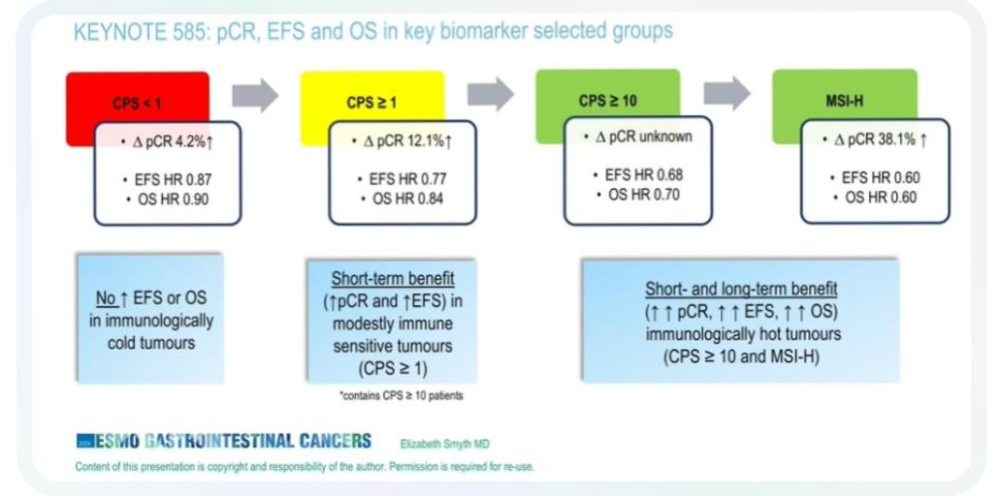 KEYNOTE 585: pCR, EFS and OS in key biomarker selected groups
CPS < 1
• Δ pCR 4.2%↑
• EFS HR 0.87
• OS HR 0.90
CPS ≥ 1
• Δ pCR 12.1%↑
• EFS HR 0.77
• OS HR 0.84
CPS ≥ 10
• Δ pCR unknown
• EFS HR 0.68
• OS HR 0.70
MSI-H
• Δ pCR 38.1% ↑
• EFS HR 0.60
• OS HR 0.60
No ↑ EFS or OS
in immunologically
cold tumours
Short-term benefit
(↑pCR and ↑EFS) in
modestly immune
sensitive tumours
(CPS ≥ 1)
*contains CPS ≥ 10 patients
Short- and long-term benefit
(↑ ↑ pCR, ↑ ↑ EFS, ↑ ↑ OS)
immunologically hot tumours
(CPS ≥ 10 and MSI-H)
ESMO GASTROINTESTINAL CANCERS
Elizabeth Smyth MD
Content of this presentation is copyright and responsibility of the author. Permission is required for re-use.